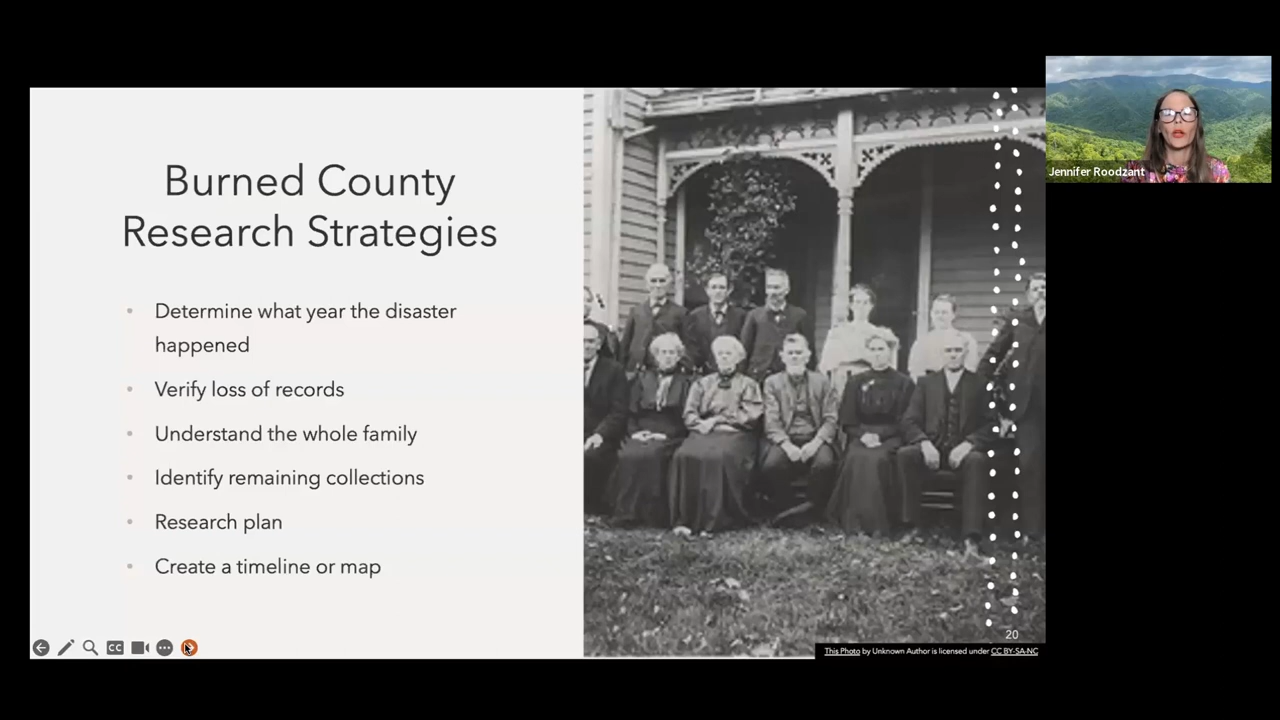 Burned County
Research Strategies
• Determine what year the disaster
happened
• Verify loss of records
• Understand the whole family
• Identify remaining collections
• Research plan
• Create a timeline or map
CC
20
This Photo by Unknown Author is licensed under CC BY-SA-NC
Jennifer Roodzant